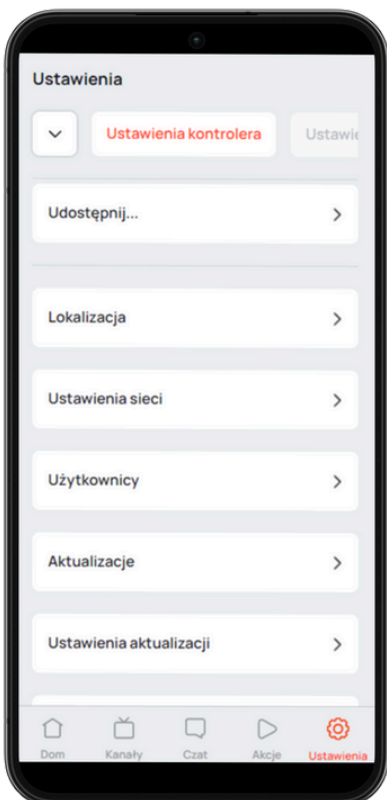 Ustawienia
Ustawienia kontrolera
Udostępnij...
Lokalizacja
Ustawienia sieci
Użytkownicy
Aktualizacje
Ustawienia aktualizacji
Dom Kanały Czat Akcje Ustawienia